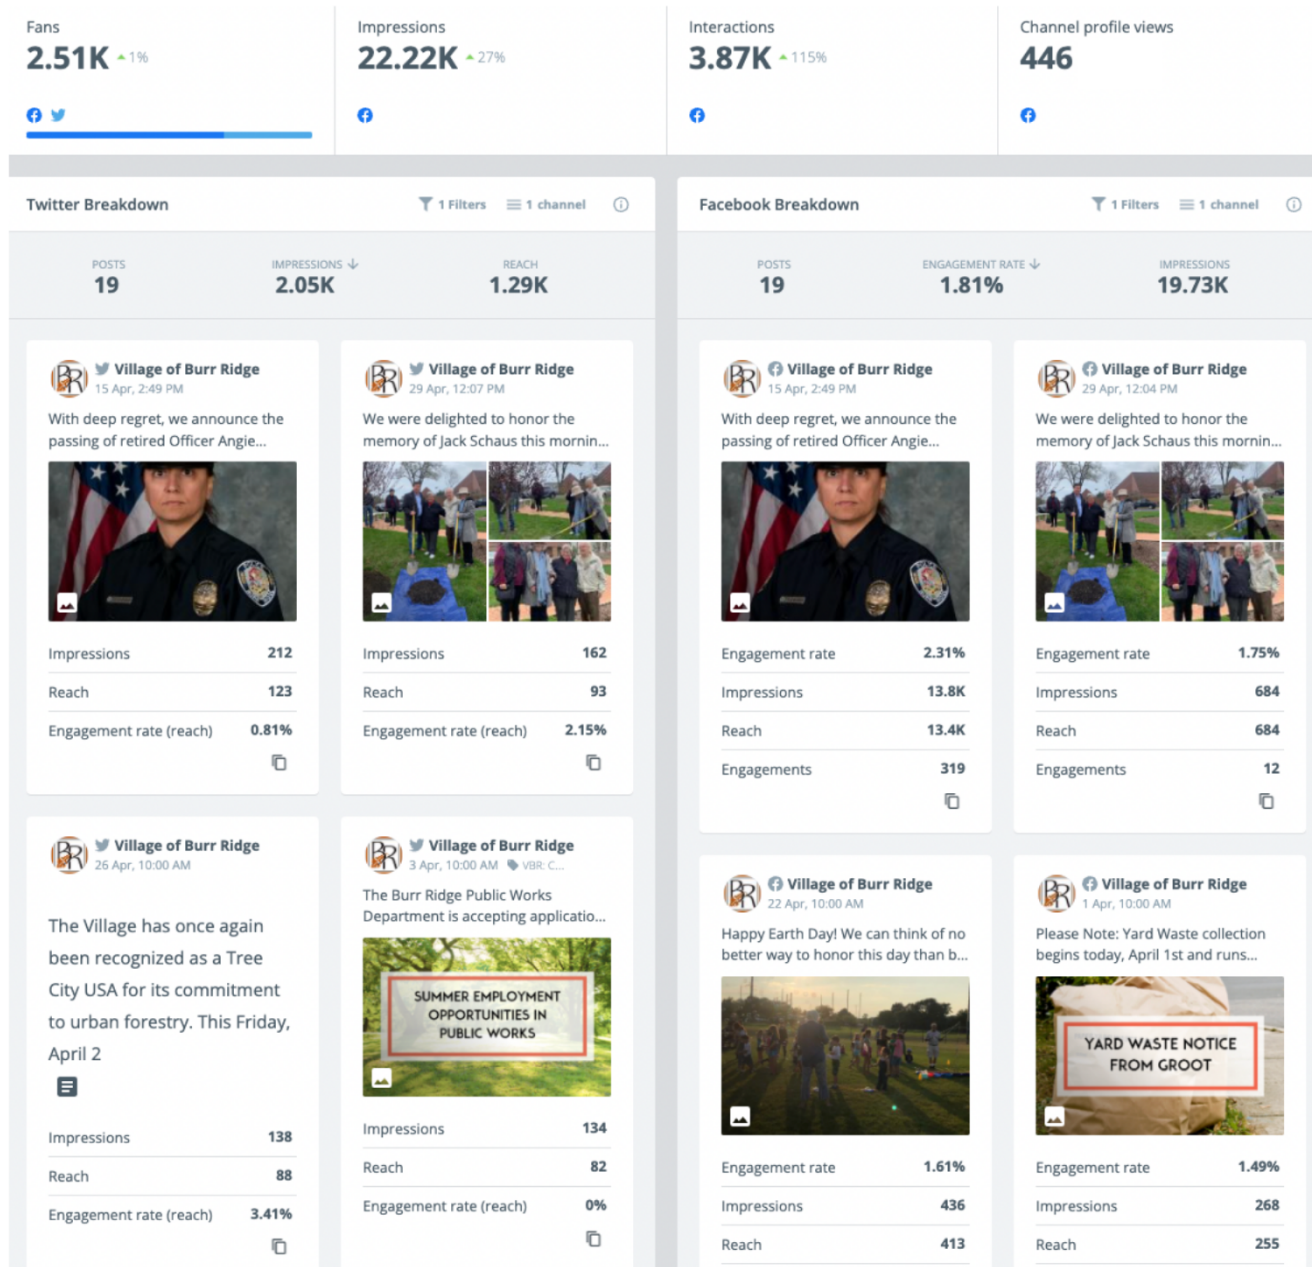 Fans
2.51K 1%
Impressions
22.22K 27%
Interactions
3.87K 115%
Channel profile views
446
Twitter Breakdown
1 Filters
1 channel
POSTS
19
IMPRESSIONS ↓
2.05K
REACH
1.29K
BR
Village of Burr Ridge
15 Apr, 2:49 PM
With deep regret, we announce the
passing of retired Officer Angie...
Impressions 212
Reach 123
Engagement rate (reach) 0.81%
BR
Village of Burr Ridge
29 Apr, 12:07 PM
We were delighted to honor the
memory of Jack Schaus this mornin...
Impressions 162
Reach 93
Engagement rate (reach) 2.15%
BR
Village of Burr Ridge
26 Apr, 10:00 AM
The Village has once again
been recognized as a Tree
City USA for its commitment
to urban forestry. This Friday,
April 2
Impressions 138
Reach 88
Engagement rate (reach) 3.41%
BR
Village of Burr Ridge
3 Apr, 10:00 AM VBR: C...
The Burr Ridge Public Works
Department is accepting applicatio...
SUMMER EMPLOYMENT
OPPORTUNITIES IN
PUBLIC WORKS
Impressions 134
Reach 82
Engagement rate (reach) 0%
Facebook Breakdown
1 Filters
1 channel
POSTS
19
ENGAGEMENT RATE ↓
1.81%
IMPRESSIONS
19.73K
BR
Village of Burr Ridge
15 Apr, 2:49 PM
With deep regret, we announce the
passing of retired Officer Angie...
Engagement rate 2.31%
Impressions 13.8K
Reach 13.4K
Engagements 319
BR
Village of Burr Ridge
29 Apr, 12:04 PM
We were delighted to honor the
memory of Jack Schaus this mornin...
Engagement rate 1.75%
Impressions 684
Reach 684
Engagements 12
BR
Village of Burr Ridge
22 Apr, 10:00 AM
Happy Earth Day! We can think of no
better way to honor this day than b...
Engagement rate 1.61%
Impressions 436
Reach 413
BR
Village of Burr Ridge
1 Apr, 10:00 AM
Please Note: Yard Waste collection
begins today, April 1st and runs...
YARD WASTE NOTICE
FROM GROOT
Engagement rate 1.49%
Impressions 268
Reach 255